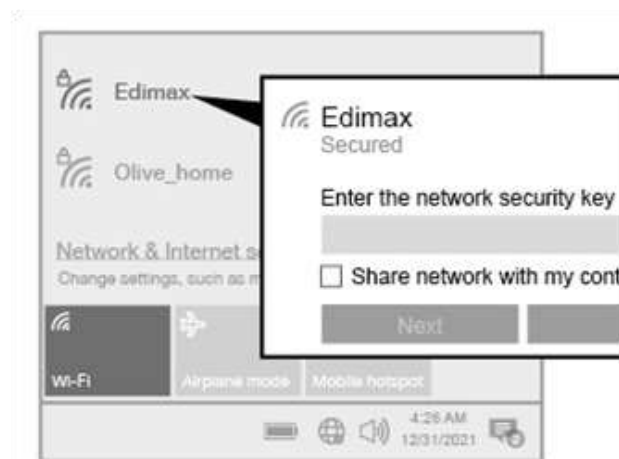 Edimax
Olive_home
Network & Internet s
Change settings, such as m
Wi-Fi
Airplane mode
Mobile hotspot
4:26 AM
12/31/2021
Edimax
Secured
Enter the network security key
Share network with my cont
Next